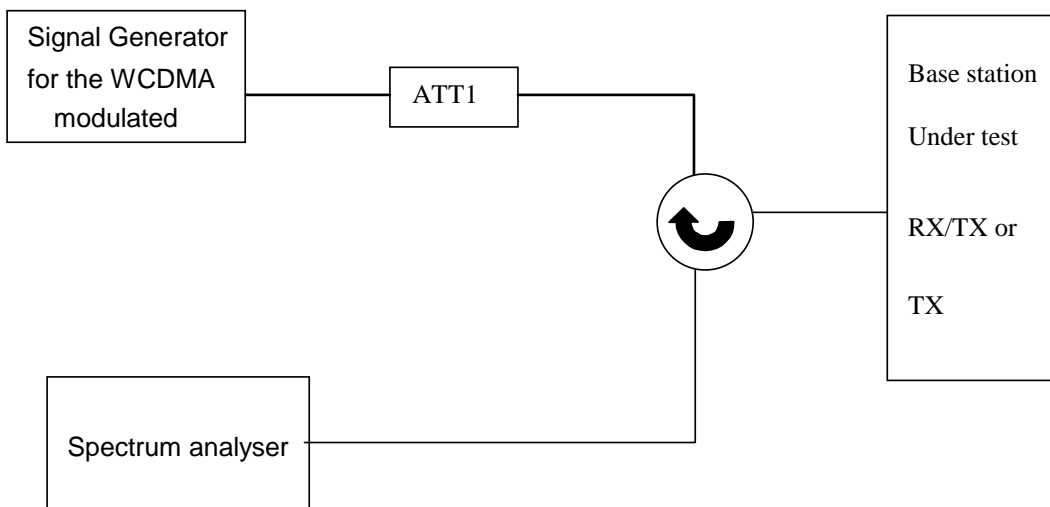 Signal Generator
for the WCDMA
modulated
ATT1
Base station
Under test
RX/TX or
TX
Spectrum analyser